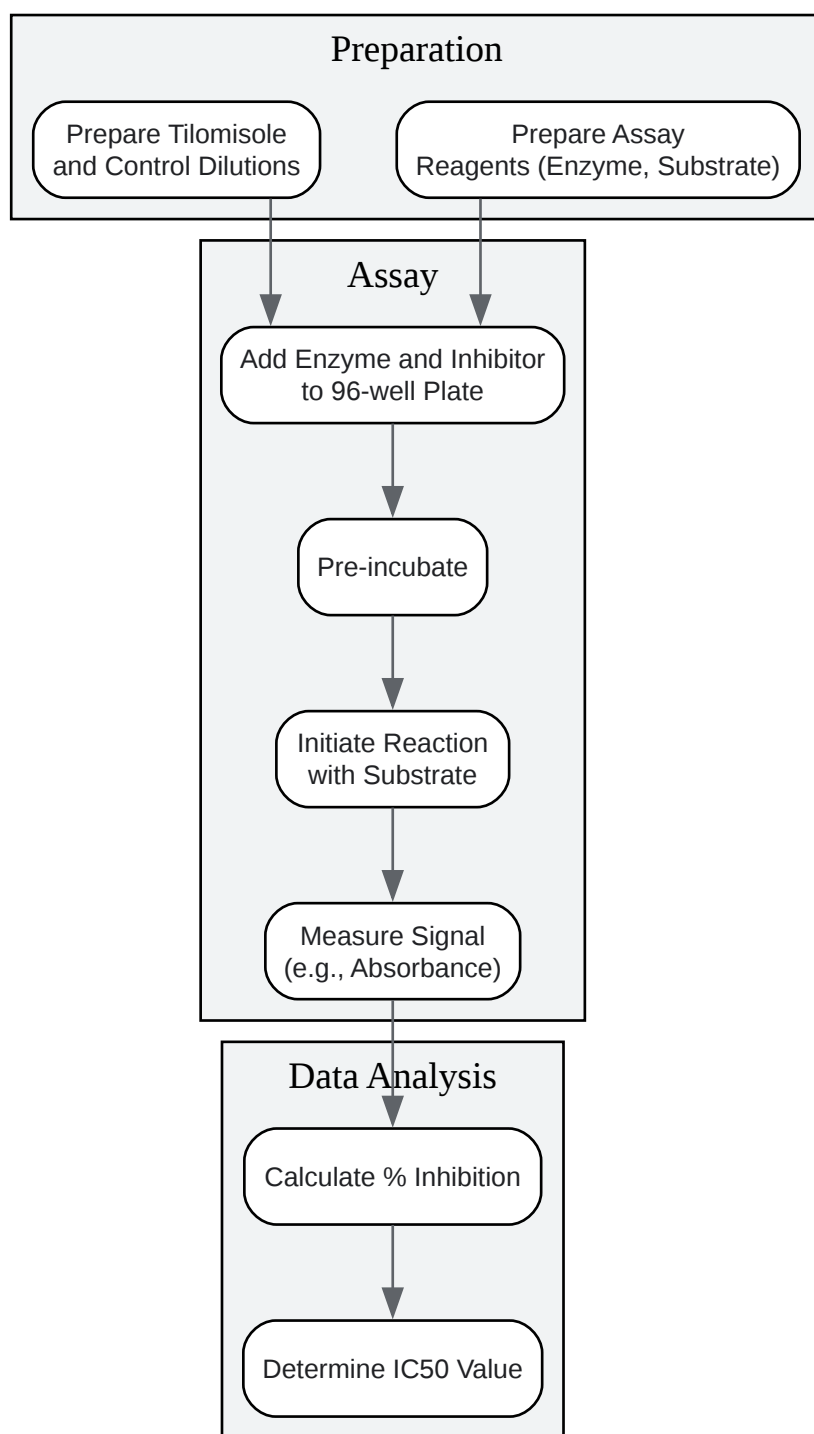 Preparation
Prepare Tilomisole
and Control Dilutions
Prepare Assay
Reagents (Enzyme, Substrate)
Assay
Add Enzyme and Inhibitor
to 96-well Plate
Pre-incubate
Initiate Reaction
with Substrate
Measure Signal
(e.g., Absorbance)
Data Analysis
Calculate % Inhibition
Determine IC50 Value